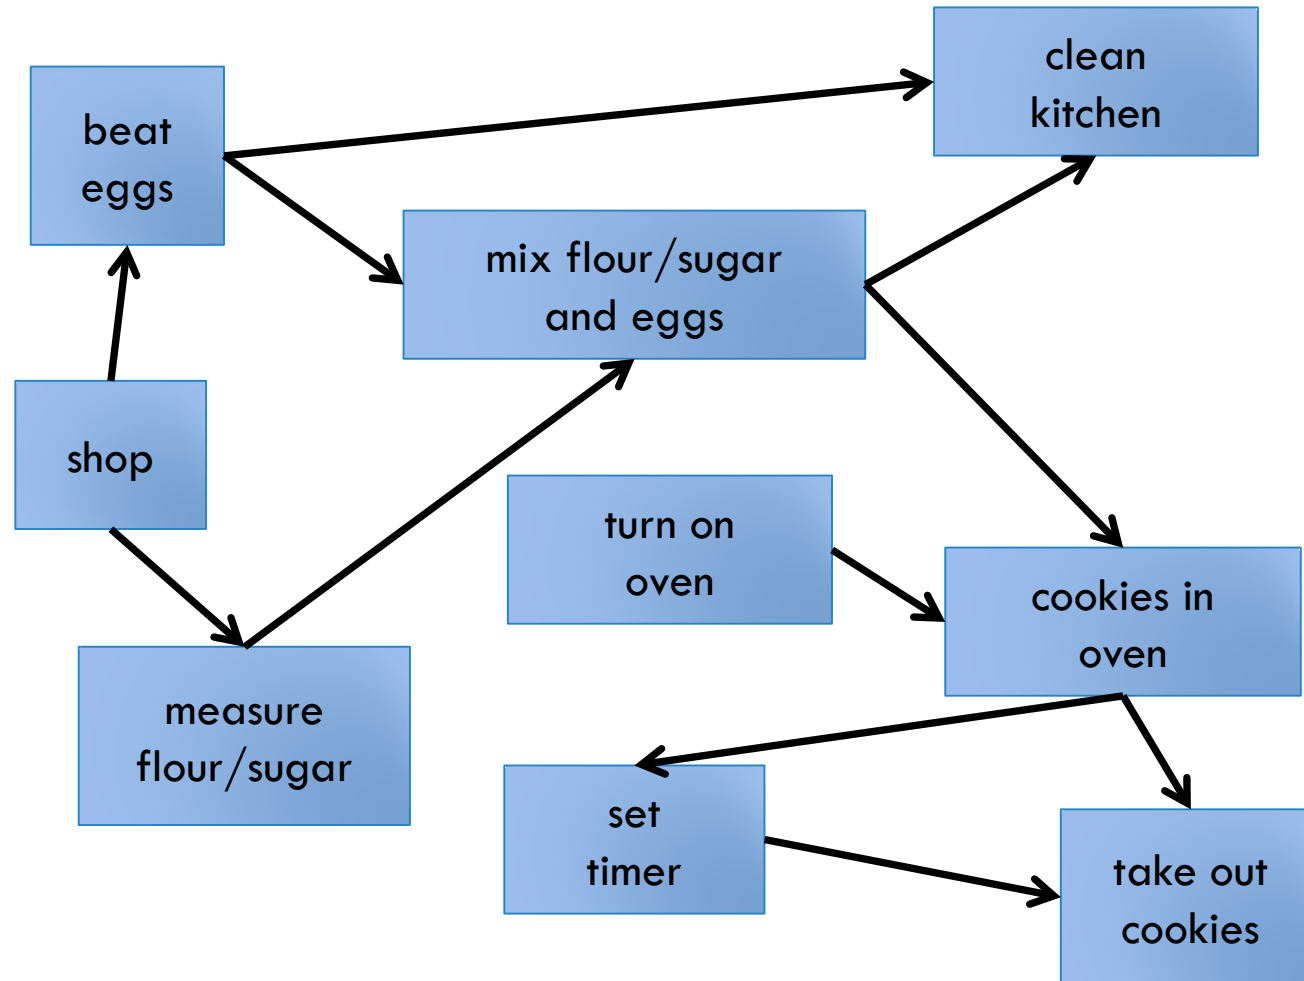 clean
kitchen
beat
eggs
mix flour/sugar
and eggs
shop
turn on
oven
cookies in
oven
measure
flour/sugar
set
timer
take out
cookies